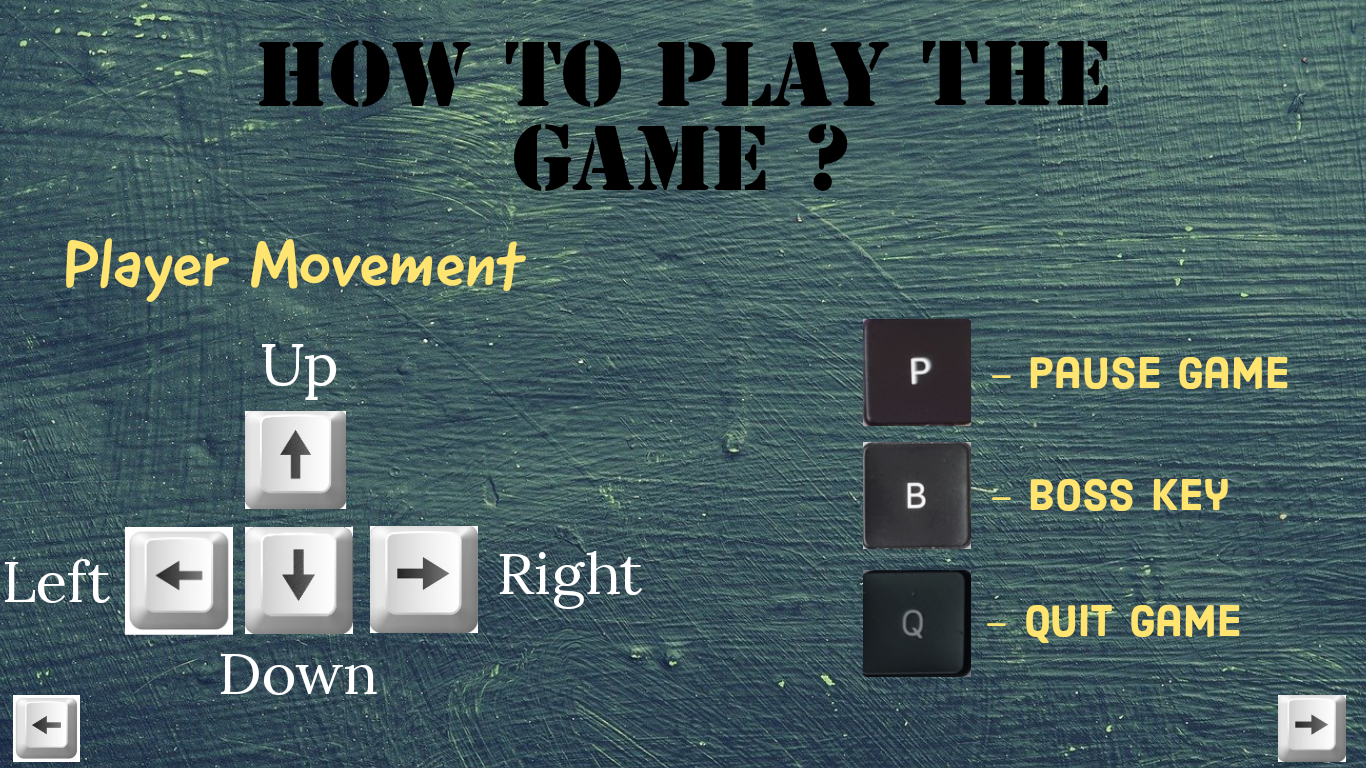 HOW TO PLAY THE
GAME ?
Player Movement
Up
Left
Right
Down
P – PAUSE GAME
B – BOSS KEY
Q – QUIT GAME